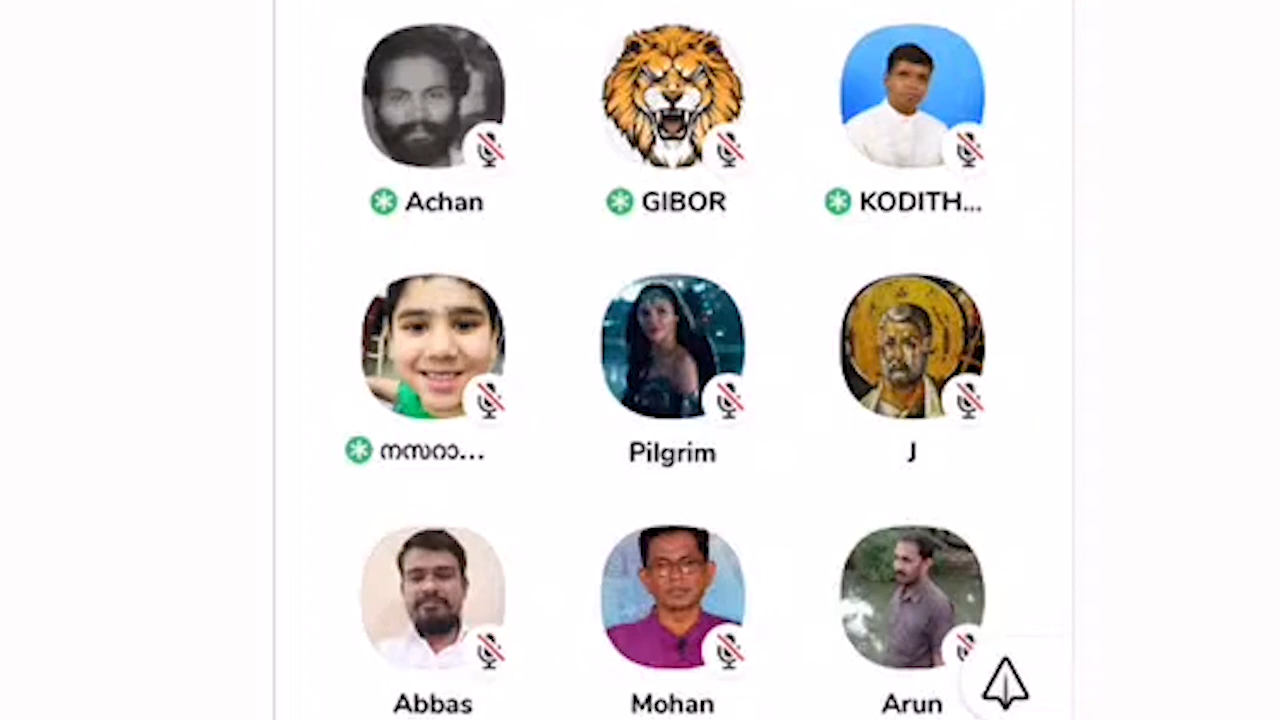 Achan
GIBOR
KODITH...
നസറാ...
Pilgrim
J
Abbas
Mohan
Arun